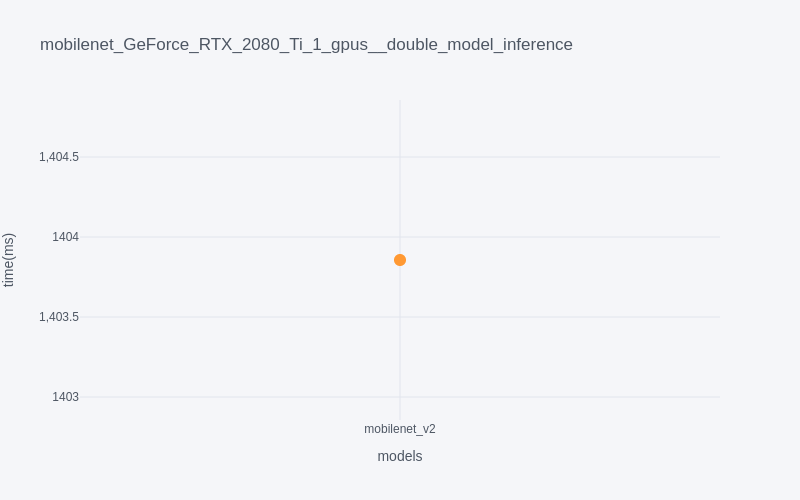 mobilenet_GeForce_RTX_2080_Ti_1_gpus__double_model_inference
time(ms)
1,404.5
1404
1,403.5
1403
mobilenet_v2
models